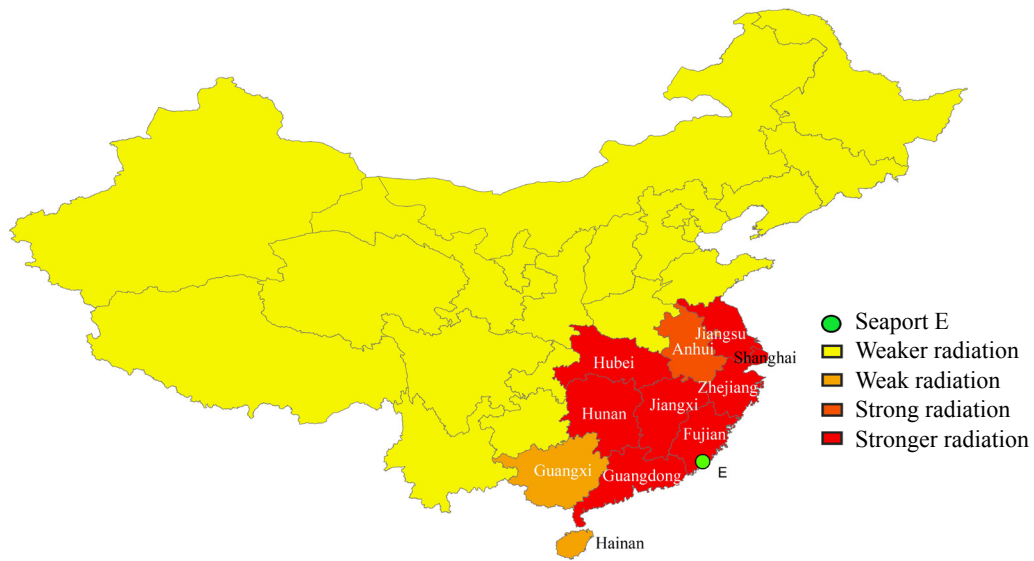 Jiangsu
Anhui
Shanghai
Hubei
Zhejiang
Jiangxi
Hunan
Fujian
Guangxi
Guangdong
E
Hainan
Seaport E
Weaker radiation
Weak radiation
Strong radiation
Stronger radiation